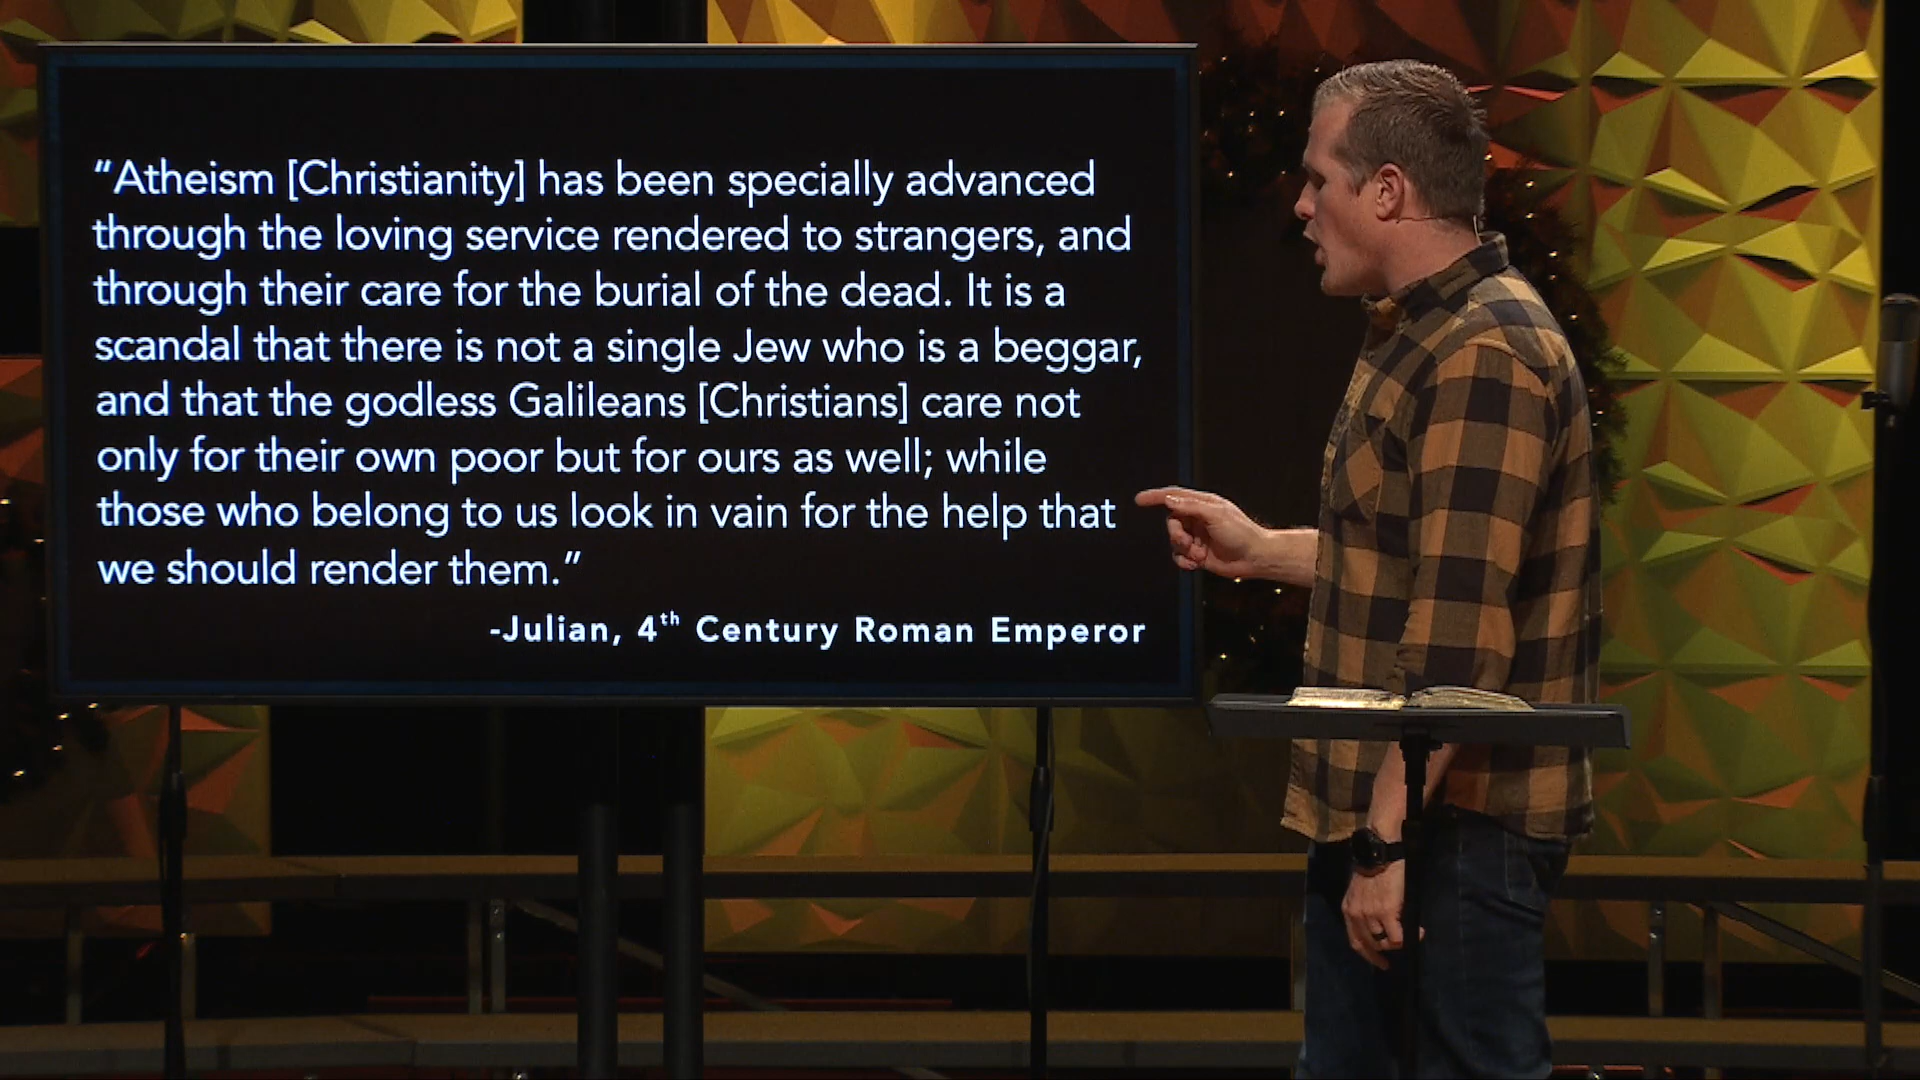 “Atheism [Christianity] has been specially advanced
through the loving service rendered to strangers, and
through their care for the burial of the dead. It is a
scandal that there is not a single Jew who is a beggar,
and that the godless Galileans [Christians] care not
only for their own poor but for ours as well; while
those who belong to us look in vain for the help that
we should render them.”
-Julian, 4th Century Roman Emperor